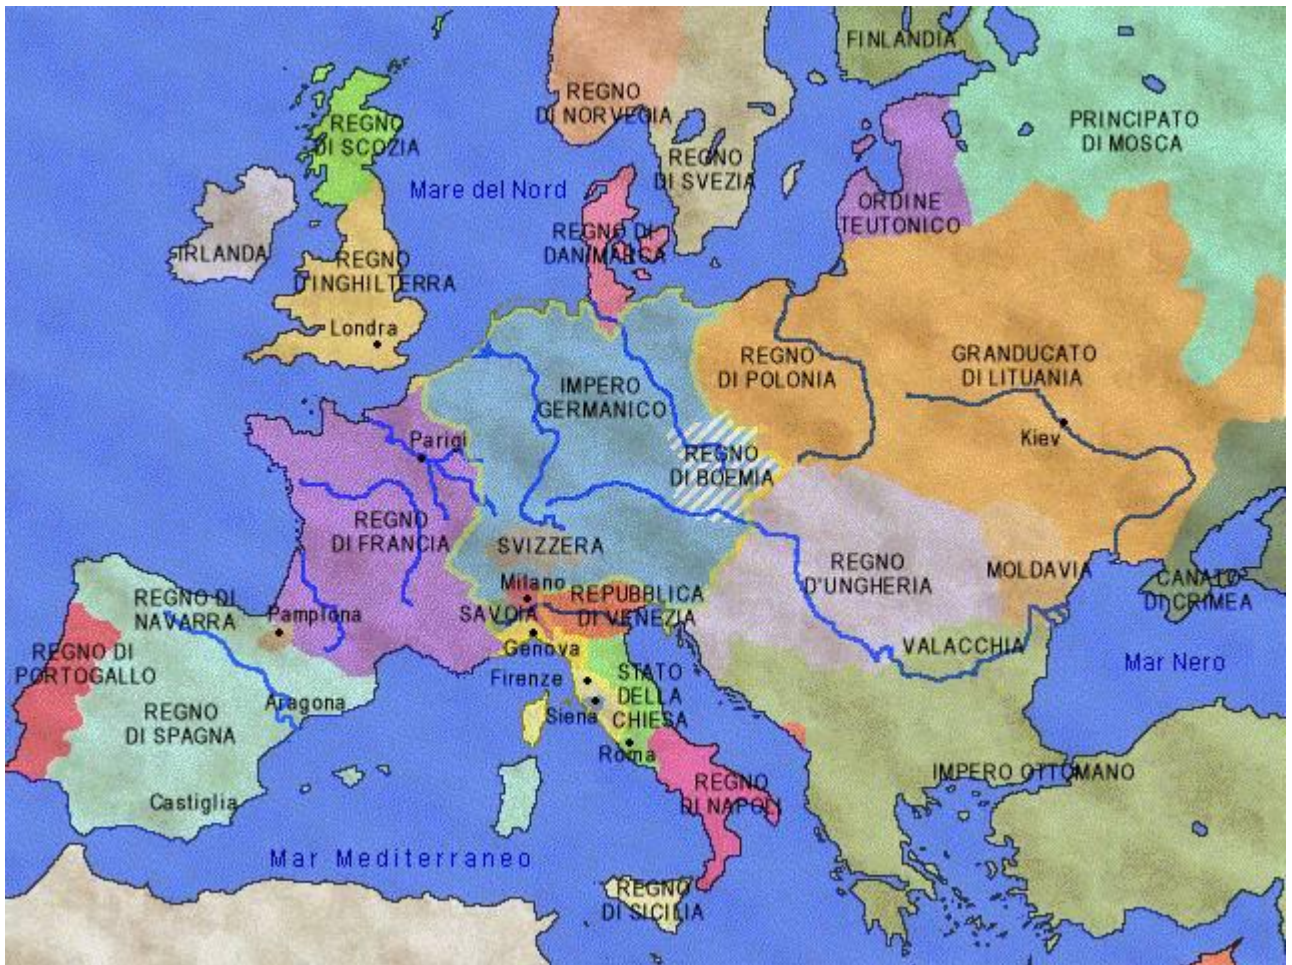 FINLANDIA
REGNO
DI NORVEGIA
PRINCIPATO
DI MOSCA
REGNO
DI SCOZIA
REGNO
DI SVEZIA
Mare del Nord
ORDINE
TEUTONICO
REGNO DI
DANIMARCA
IRLANDA
REGNO
D'INGHILTERRA
Londra
REGNO
DI POLONIA
GRANDUCATO
DI LITUANIA
IMPERO
GERMANICO
Kiev
Parigi
REGNO
DI BOEMIA
REGNO
DI FRANCIA
SVIZZERA
REGNO
D'UNGHERIA
MOLDAVIA
CANATO
DI CRIMEA
Milano
REPUBBLICA
DI VENEZIA
REGNO DI
NAVARRA
Pamplona
SAVOIA
Genova
VALACCHIA
Mar Nero
REGNO DI
PORTOGALLO
Firenze
STATO
DELLA
CHIESA
Aragona
Siena
REGNO
DI SPAGNA
Roma
IMPERO OTTOMANO
REGNO
DI NAPOLI
Castiglia
Mar Mediterraneo
REGNO
DI SICILIA